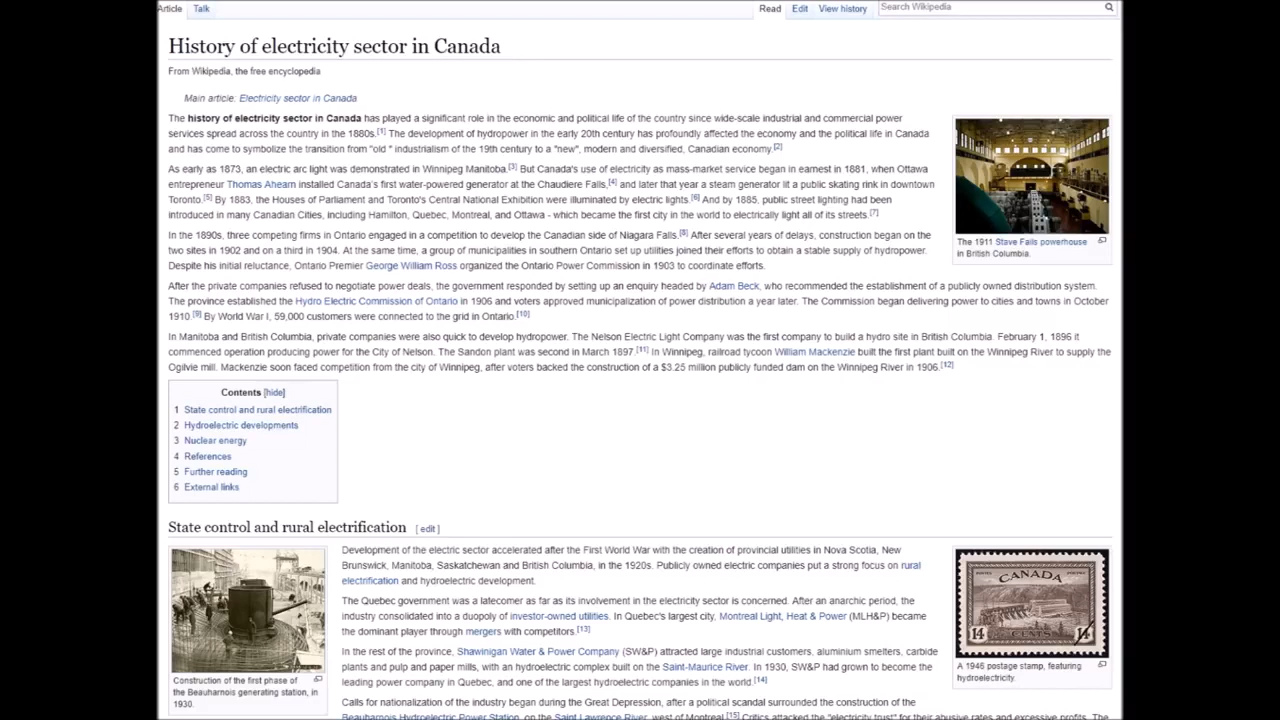 Article Talk Read Edit View history Search Wikipedia
History of electricity sector in Canada
From Wikipedia, the free encyclopedia
Main article: Electricity sector in Canada
The history of electricity sector in Canada has played a significant role in the economic and political life of the country since wide-scale industrial and commercial power
services spread across the country in the 1880s.[1] The development of hydropower in the early 20th century has profoundly affected the economy and the political life in Canada
and has come to symbolize the transition from "old " industrialism of the 19th century to a "new", modern and diversified, Canadian economy.[2]
As early as 1873, an electric arc light was demonstrated in Winnipeg Manitoba.[3] But Canada's use of electricity as mass-market service began in earnest in 1881, when Ottawa
entrepreneur Thomas Ahearn installed Canada's first water-powered generator at the Chaudiere Falls,[4] and later that year a steam generator lit a public skating rink in downtown
Toronto.[5] By 1883, the Houses of Parliament and Toronto's Central National Exhibition were illuminated by electric lights.[6] And by 1885, public street lighting had been
introduced in many Canadian Cities, including Hamilton, Quebec, Montreal, and Ottawa - which became the first city in the world to electrically light all of its streets.[7]
In the 1890s, three competing firms in Ontario engaged in a competition to develop the Canadian side of Niagara Falls.[8] After several years of delays, construction began on the
two sites in 1902 and on a third in 1904. At the same time, a group of municipalities in southern Ontario set up utilities joined their efforts to obtain a stable supply of hydropower.
Despite his initial reluctance, Ontario Premier George William Ross organized the Ontario Power Commission in 1903 to coordinate efforts.
The 1911 Stave Falls powerhouse
in British Columbia.
After the private companies refused to negotiate power deals, the government responded by setting up an enquiry headed by Adam Beck, who recommended the establishment of a publicly owned distribution system.
The province established the Hydro Electric Commission of Ontario in 1906 and voters approved municipalization of power distribution a year later. The Commission began delivering power to cities and towns in October
1910.[9] By World War I, 59,000 customers were connected to the grid in Ontario.[10]
In Manitoba and British Columbia, private companies were also quick to develop hydropower. The Nelson Electric Light Company was the first company to build a hydro site in British Columbia. February 1, 1896 it
commenced operation producing power for the City of Nelson. The Sandon plant was second in March 1897.[11] In Winnipeg, railroad tycoon William Mackenzie built the first plant built on the Winnipeg River to supply the
Ogilvie mill. Mackenzie soon faced competition from the city of Winnipeg, after voters backed the construction of a $3.25 million publicly funded dam on the Winnipeg River in 1906.[12]
Contents [hide]
1 State control and rural electrification
2 Hydroelectric developments
3 Nuclear energy
4 References
5 Further reading
6 External links
State control and rural electrification [ edit ]
Construction of the first phase of
the Beauharnois generating station, in
1930.
Development of the electric sector accelerated after the First World War with the creation of provincial utilities in Nova Scotia, New
Brunswick, Manitoba, Saskatchewan and British Columbia, in the 1920s. Publicly owned electric companies put a strong focus on rural
electrification and hydroelectric development.
The Quebec government was a latecomer as far as its involvement in the electricity sector is concerned. After an anarchic period, the
industry consolidated into a duopoly of investor-owned utilities. In Quebec's largest city, Montreal Light, Heat & Power (MLH&P) became
the dominant player through mergers with competitors.[13]
In the rest of the province, Shawinigan Water & Power Company (SW&P) attracted large industrial customers, aluminium smelters, carbide
plants and pulp and paper mills, with an hydroelectric complex built on the Saint-Maurice River. In 1930, SW&P had grown to become the
leading power company in Quebec, and one of the largest hydroelectric companies in the world.[14]
CANADA
14 CENTS 14
A 1946 postage stamp, featuring
hydroelectricity.
Calls for nationalization of the industry began during the Great Depression, after a political scandal surrounded the construction of the
Beauharnois Hydroelectric Power Station, on the Saint Lawrence River, west of Montreal.[15] Critics attacked the "electricity trust" for their abusive rates and excessive profits. The